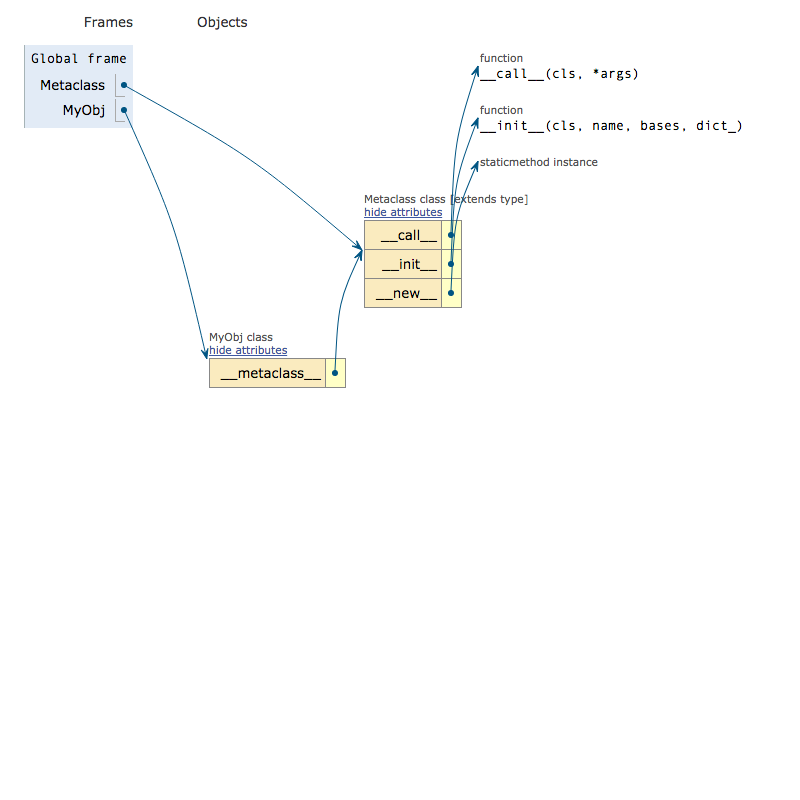 Frames Objects
Global frame
Metaclass
MyObj
function
__call__(cls, *args)
function
__init__(cls, name, bases, dict_)
staticmethod instance
Metaclass class [extends type]
hide attributes
__call__
__init__
__new__
MyObj class
hide attributes
__metaclass__